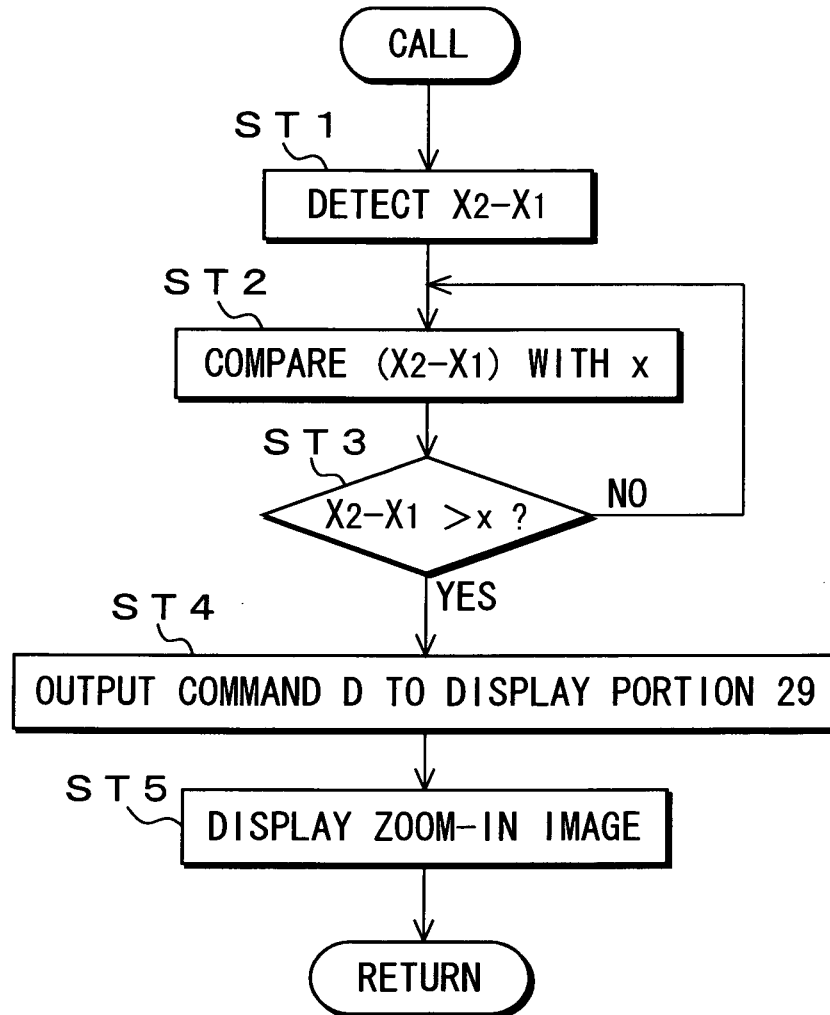 CALL
ST1
DETECT X2-X1
ST2
COMPARE (X2-X1) WITH x
ST3
X2-X1 >x ?
NO
YES
ST4
OUTPUT COMMAND D TO DISPLAY PORTION 29
ST5
DISPLAY ZOOM-IN IMAGE
RETURN